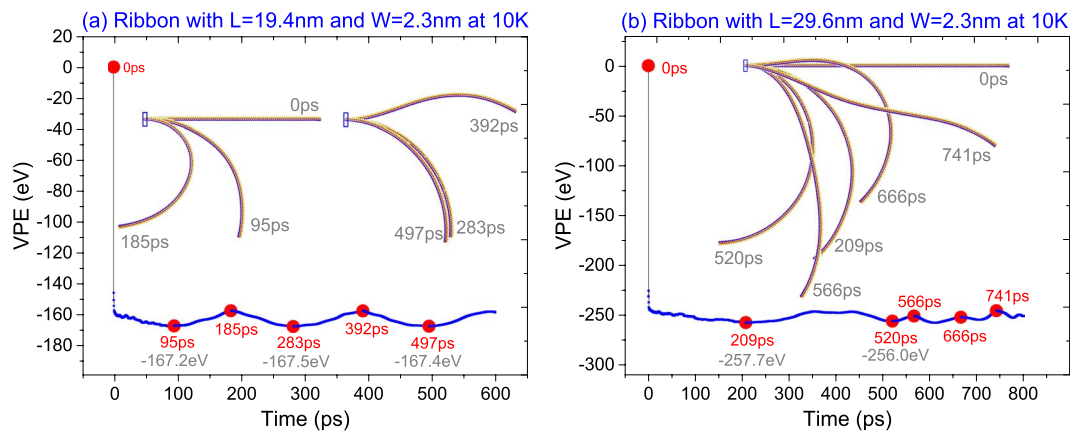 (a) Ribbon with L=19.4nm and W=2.3nm at 10K
VPE (eV)
20
0
-20
-40
-60
-80
-100
-120
-140
-160
-180
0ps
0ps
392ps
185ps
95ps
497ps
283ps
95ps
-167.2eV
185ps
283ps
-167.5eV
392ps
497ps
-167.4eV
0
100
200
300
400
500
600
Time (ps)
(b) Ribbon with L=29.6nm and W=2.3nm at 10K
VPE (eV)
0
-50
-100
-150
-200
-250
-300
0ps
0ps
741ps
666ps
209ps
520ps
566ps
209ps
-257.7eV
520ps
-256.0eV
566ps
666ps
741ps
0
100
200
300
400
500
600
700
800
Time (ps)